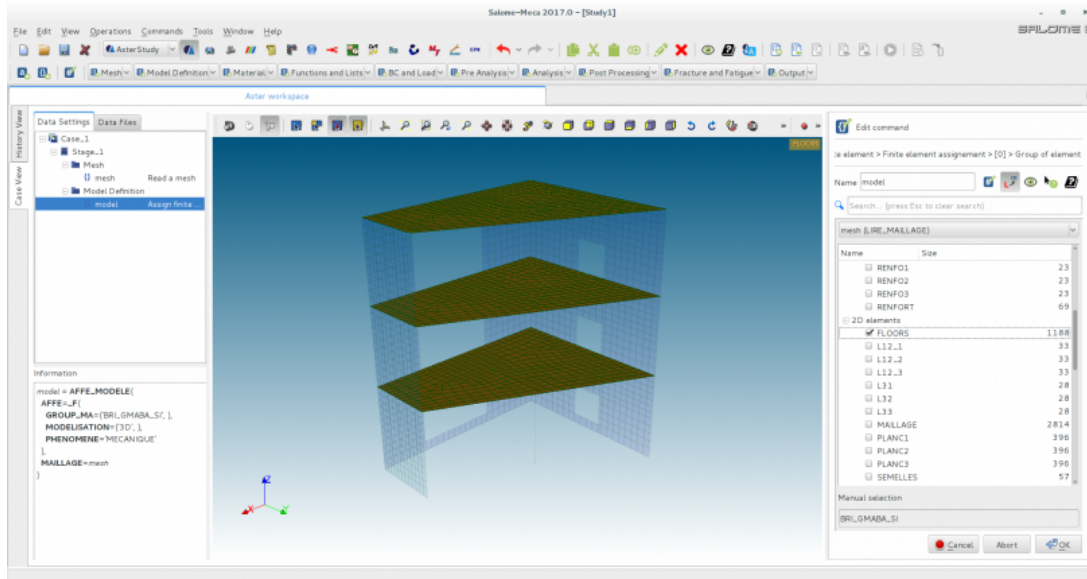 Salome-Meca 2017.0 - [Study1]
File Edit View Operations Commands Tools Window Help
SALOME
AsterStudy
Mesh Model Definition Material Functions and Lists BC and Load Pre Analysis Analysis Post Processing Fracture and Fatigue Output
Aster workspace
History View
Case View
Data Settings Data Files
Case_1
Stage_1
Mesh
mesh Read a mesh
Model Definition
model Assign finite ...
Information
model = AFFE_MODELE(
AFFE=_F(
GROUP_MA=('BRI_GMABA_SI', ),
MODELISATION=('3D', ),
PHENOMENE='MECANIQUE'
),
MAILLAGE=mesh
)
FLOORS
Z
X
Y
Edit command
:e element > Finite element assignement > [0] > Group of element
Name model
Search... (press Esc to clear search)
mesh (LIRE_MAILLAGE)
Name Size
RENFO1 23
RENFO2 23
RENFO3 23
RENFORT 69
2D elements
FLOORS 1188
L12_1 33
L12_2 33
L12_3 33
L31 28
L32 28
L33 28
MAILLAGE 2814
PLANC1 396
PLANC2 396
PLANC3 396
SEMELLES 57
Manual selection
BRI_GMABA_SI
Cancel Abort OK